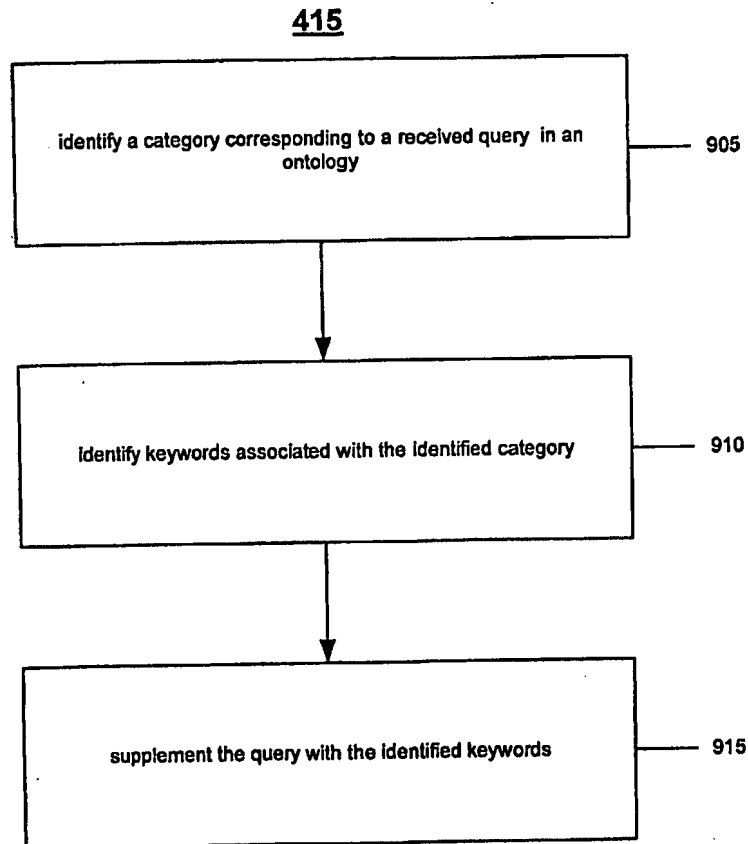 415
identify a category corresponding to a received query in an
ontology
905
identify keywords associated with the identified category
910
supplement the query with the identified keywords
915